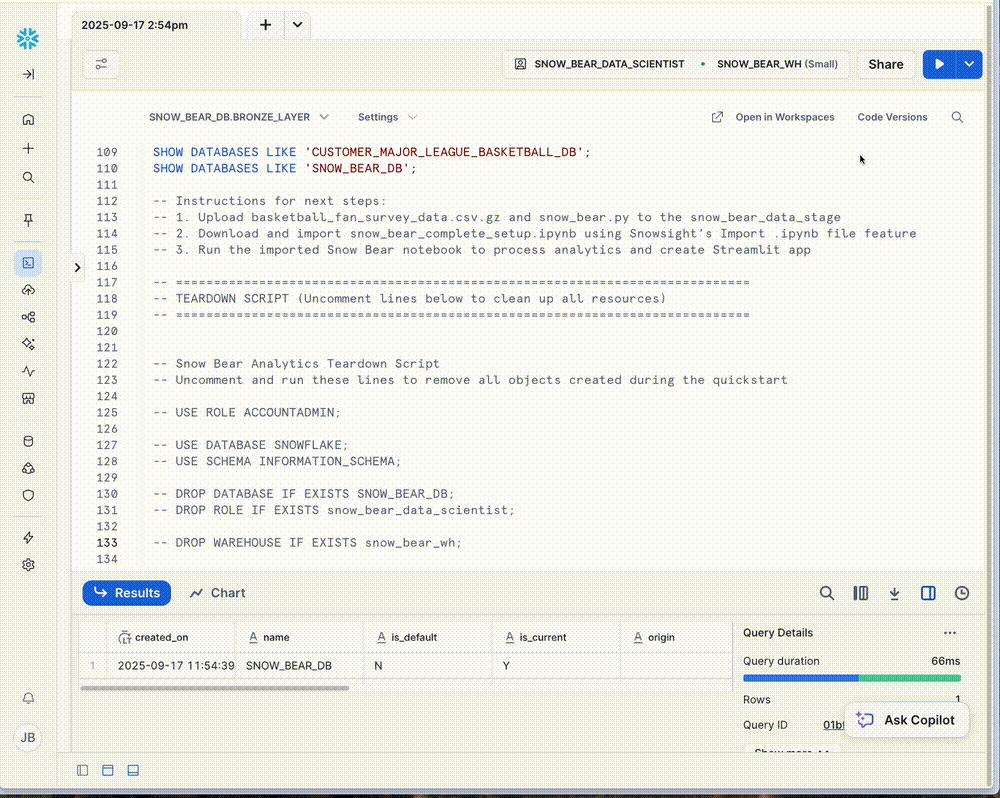 2025-09-17 2:54pm
SNOW_BEAR_DATA_SCIENTIST • SNOW_BEAR_WH (Small)
Share
SNOW_BEAR_DB.BRONZE_LAYER
Settings
Open in Workspaces
Code Versions
109 SHOW DATABASES LIKE 'CUSTOMER_MAJOR_LEAGUE_BASKETBALL_DB';
110 SHOW DATABASES LIKE 'SNOW_BEAR_DB';
111
112 -- Instructions for next steps:
113 -- 1. Upload basketball_fan_survey_data.csv.gz and snow_bear.py to the snow_bear_data_stage
114 -- 2. Download and import snow_bear_complete_setup.ipynb using Snowsight's Import .ipynb file feature
115 -- 3. Run the imported Snow Bear notebook to process analytics and create Streamlit app
116
117 -- ============================================================================
118 -- TEARDOWN SCRIPT (Uncomment lines below to clean up all resources)
119 -- ============================================================================
120
121
122 -- Snow Bear Analytics Teardown Script
123 -- Uncomment and run these lines to remove all objects created during the quickstart
124
125 -- USE ROLE ACCOUNTADMIN;
126
127 -- USE DATABASE SNOWFLAKE;
128 -- USE SCHEMA INFORMATION_SCHEMA;
129
130 -- DROP DATABASE IF EXISTS SNOW_BEAR_DB;
131 -- DROP ROLE IF EXISTS snow_bear_data_scientist;
132
133 -- DROP WAREHOUSE IF EXISTS snow_bear_wh;
134
Results
Chart
created_on A name A is_default A is_current A origin
1 2025-09-17 11:54:39 SNOW_BEAR_DB N Y
Query Details ...
Query duration 66ms
Rows 1
Query ID
Ask Copilot
Show more
JB